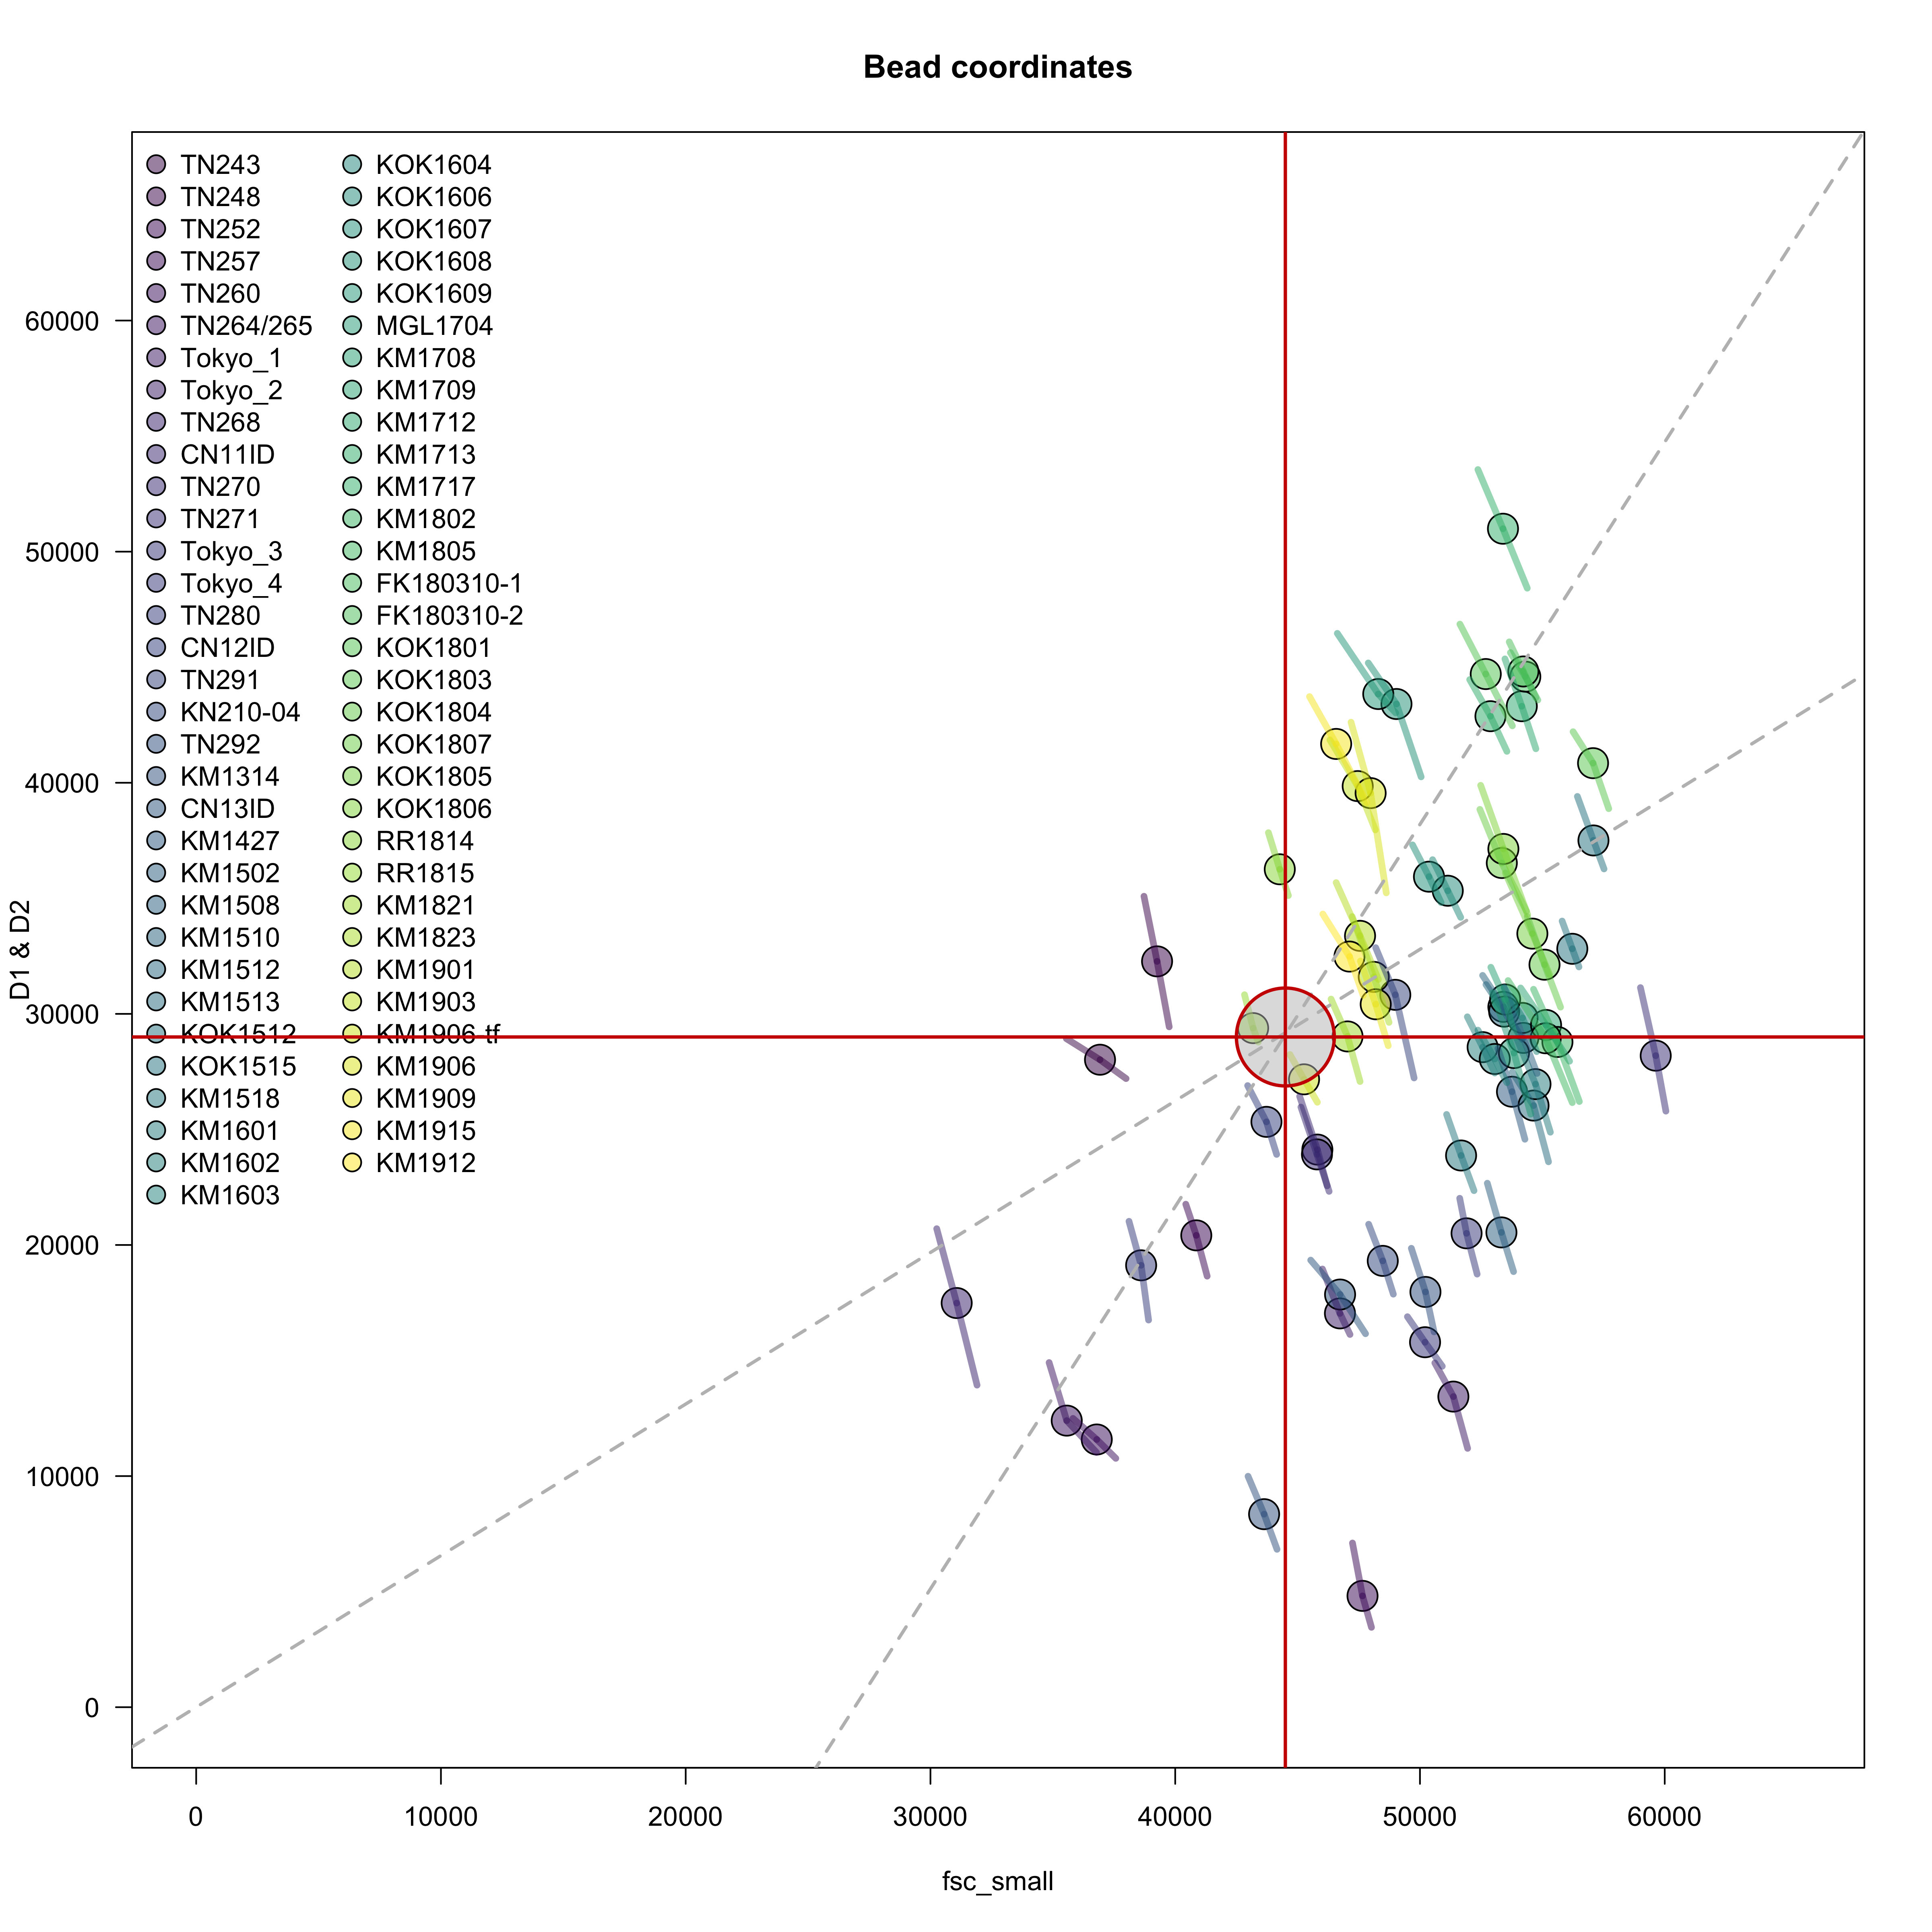 Bead coordinates
TN243
TN248
TN252
TN257
TN260
TN264/265
Tokyo_1
Tokyo_2
TN268
CN11ID
TN270
TN271
Tokyo_3
Tokyo_4
TN280
CN12ID
TN291
KN210-04
TN292
KM1314
CN13ID
KM1427
KM1502
KM1508
KM1510
KM1512
KM1513
KOK1512
KOK1515
KM1518
KM1601
KM1602
KM1603
KOK1604
KOK1606
KOK1607
KOK1608
KOK1609
MGL1704
KM1708
KM1709
KM1712
KM1713
KM1717
KM1802
KM1805
FK180310-1
FK180310-2
KOK1801
KOK1803
KOK1804
KOK1807
KOK1805
KOK1806
RR1814
RR1815
KM1821
KM1823
KM1901
KM1903
KM1906 tf
KM1906
KM1909
KM1915
KM1912
60000
50000
40000
30000
20000
10000
0
D1 & D2
0 10000 20000 30000 40000 50000 60000
fsc_small